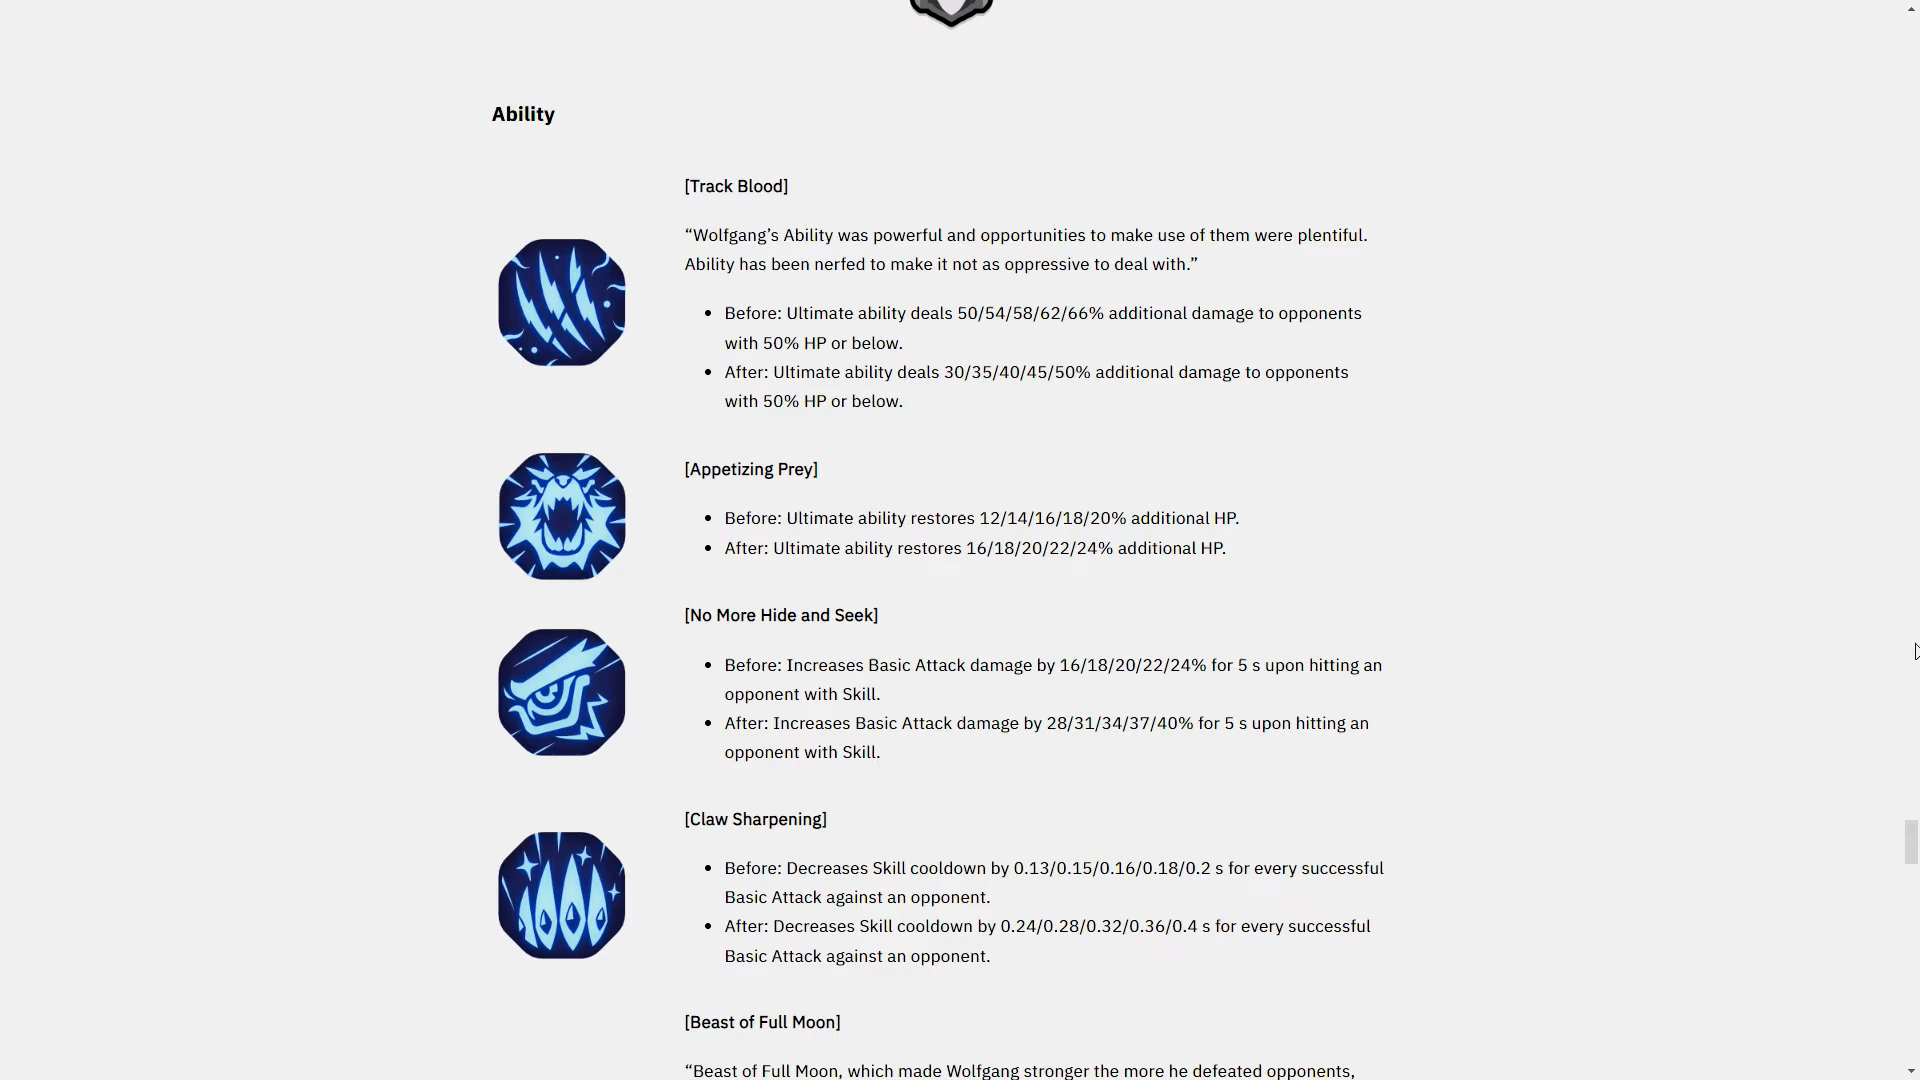 Ability
[Track Blood]
“Wolfgang’s Ability was powerful and opportunities to make use of them were plentiful.
Ability has been nerfed to make it not as oppressive to deal with.”
• Before: Ultimate ability deals 50/54/58/62/66% additional damage to opponents
with 50% HP or below.
• After: Ultimate ability deals 30/35/40/45/50% additional damage to opponents
with 50% HP or below.
[Appetizing Prey]
• Before: Ultimate ability restores 12/14/16/18/20% additional HP.
• After: Ultimate ability restores 16/18/20/22/24% additional HP.
[No More Hide and Seek]
• Before: Increases Basic Attack damage by 16/18/20/22/24% for 5 s upon hitting an
opponent with Skill.
• After: Increases Basic Attack damage by 28/31/34/37/40% for 5 s upon hitting an
opponent with Skill.
[Claw Sharpening]
• Before: Decreases Skill cooldown by 0.13/0.15/0.16/0.18/0.2 s for every successful
Basic Attack against an opponent.
• After: Decreases Skill cooldown by 0.24/0.28/0.32/0.36/0.4 s for every successful
Basic Attack against an opponent.
[Beast of Full Moon]
“Beast of Full Moon, which made Wolfgang stronger the more he defeated opponents,